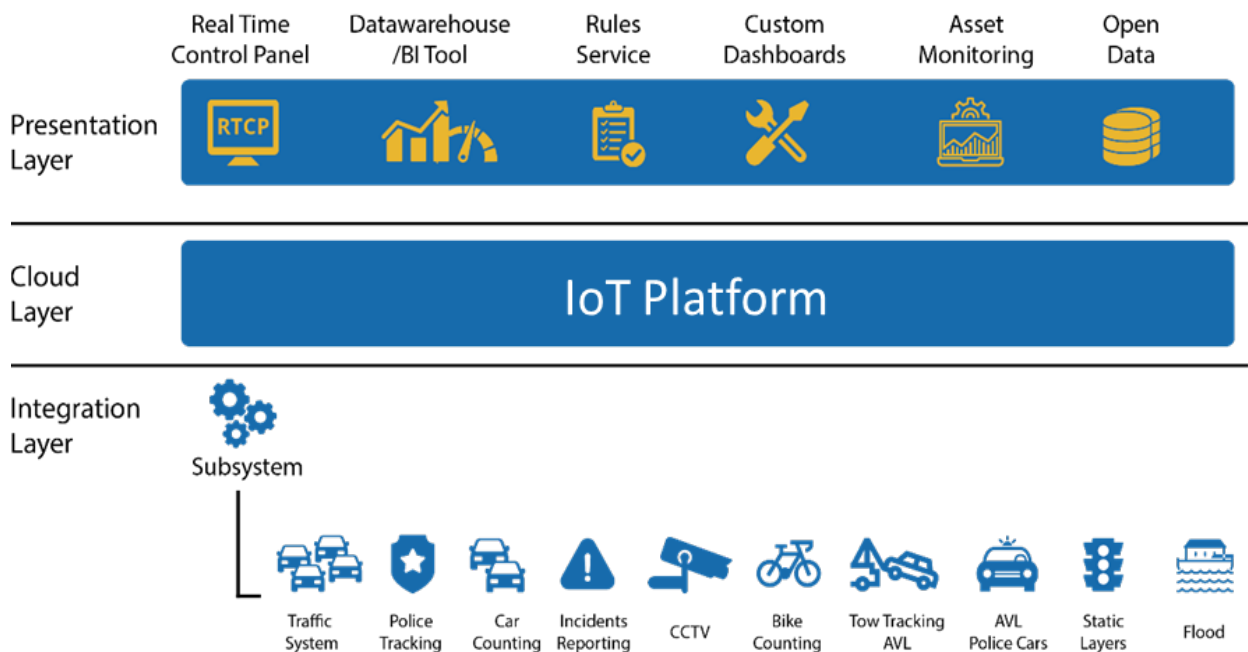 Real Time
Control Panel
Datawarehouse
/BI Tool
Rules
Service
Custom
Dashboards
Asset
Monitoring
Open
Data
Presentation
Layer
RTCP
Cloud
Layer
IoT Platform
Integration
Layer
Subsystem
Traffic
System
Police
Tracking
Car
Counting
Incidents
Reporting
CCTV
Bike
Counting
Tow Tracking
AVL
AVL
Police Cars
Static
Layers
Flood